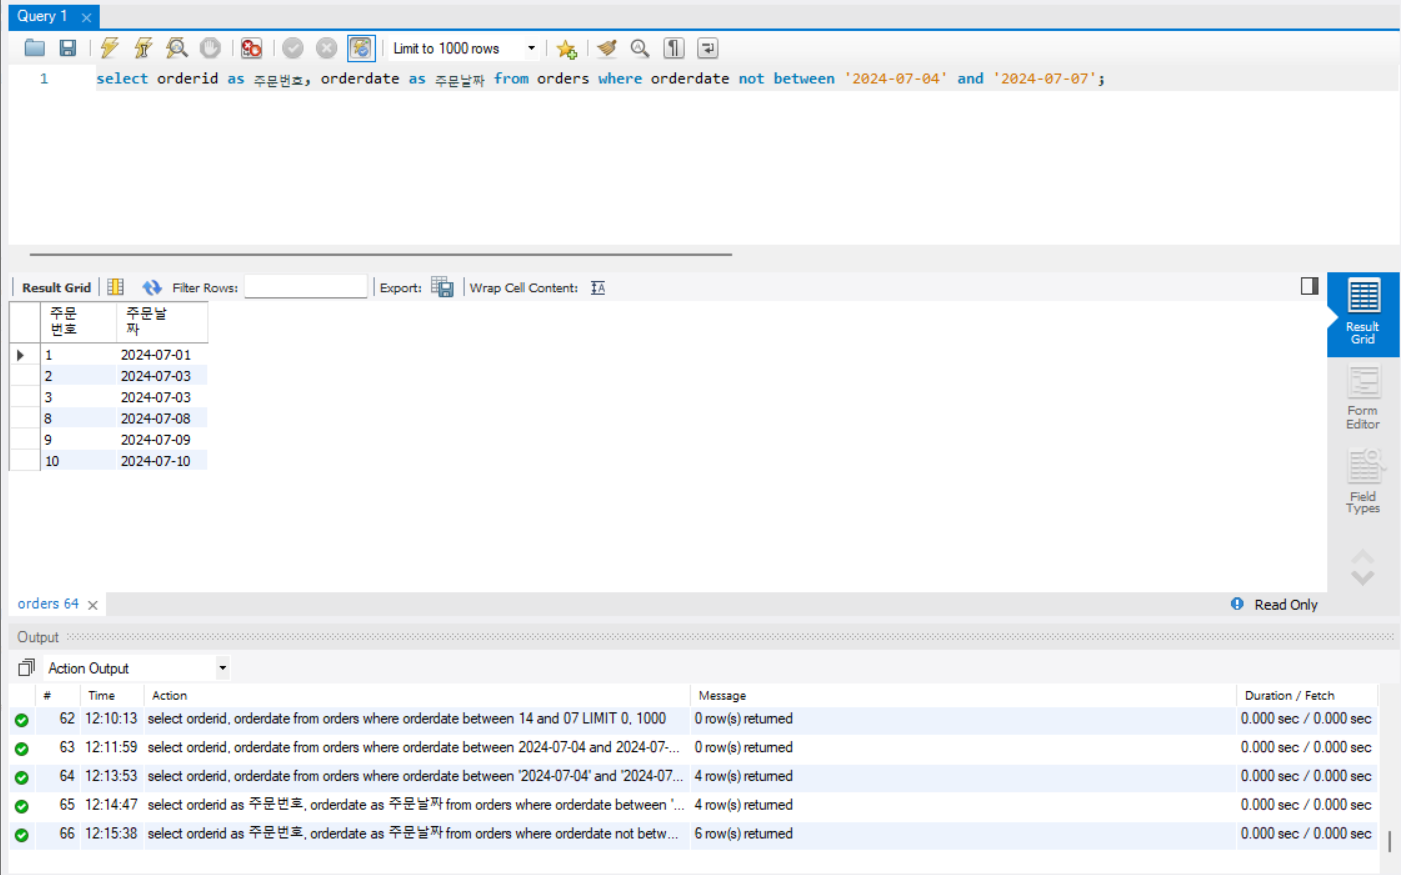 Query 1
Limit to 1000 rows
1 select orderid as 주문번호, orderdate as 주문날짜 from orders where orderdate not between '2024-07-04' and '2024-07-07';
Result Grid Filter Rows: Export: Wrap Cell Content:
주문번호 주문날짜
1 2024-07-01
2 2024-07-03
3 2024-07-03
8 2024-07-08
9 2024-07-09
10 2024-07-10
Result
Grid
Form
Editor
Field
Types
orders 64 Read Only
Output
Action Output
# Time Action Message Duration / Fetch
62 12:10:13 select orderid, orderdate from orders where orderdate between 14 and 07 LIMIT 0, 1000 0 row(s) returned 0.000 sec / 0.000 sec
63 12:11:59 select orderid, orderdate from orders where orderdate between 2024-07-04 and 2024-07-... 0 row(s) returned 0.000 sec / 0.000 sec
64 12:13:53 select orderid, orderdate from orders where orderdate between '2024-07-04' and '2024-07... 4 row(s) returned 0.000 sec / 0.000 sec
65 12:14:47 select orderid as 주문번호, orderdate as 주문날짜 from orders where orderdate between '... 4 row(s) returned 0.000 sec / 0.000 sec
66 12:15:38 select orderid as 주문번호, orderdate as 주문날짜 from orders where orderdate not betw... 6 row(s) returned 0.000 sec / 0.000 sec